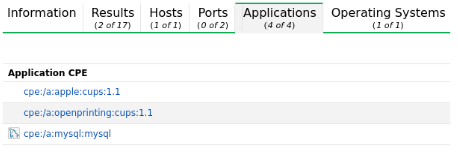 Information Results Hosts Ports Applications Operating Systems
(2 of 17) (1 of 1) (0 of 2) (4 of 4) (1 of 1)
Application CPE
cpe:/a:apple:cups:1.1
cpe:/a:openprinting:cups:1.1
cpe:/a:mysql:mysql